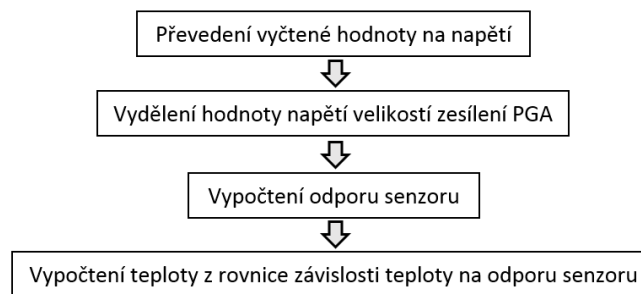 Převedení vyčtené hodnoty na napětí
Vydělení hodnoty napětí velikostí zesílení PGA
Vypočtení odporu senzoru
Vypočtení teploty z rovnice závislosti teploty na odporu senzoru